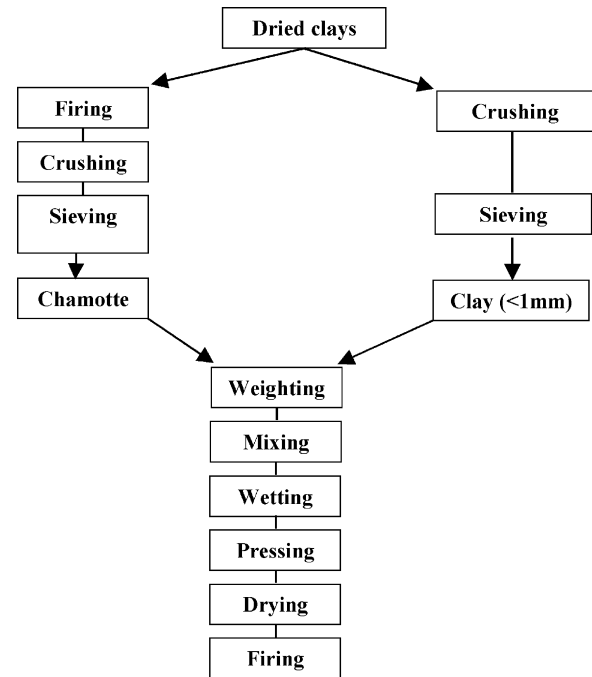 Dried clays
Firing
Crushing
Sieving
Chamotte
Crushing
Sieving
Clay (<1mm)
Weighting
Mixing
Wetting
Pressing
Drying
Firing